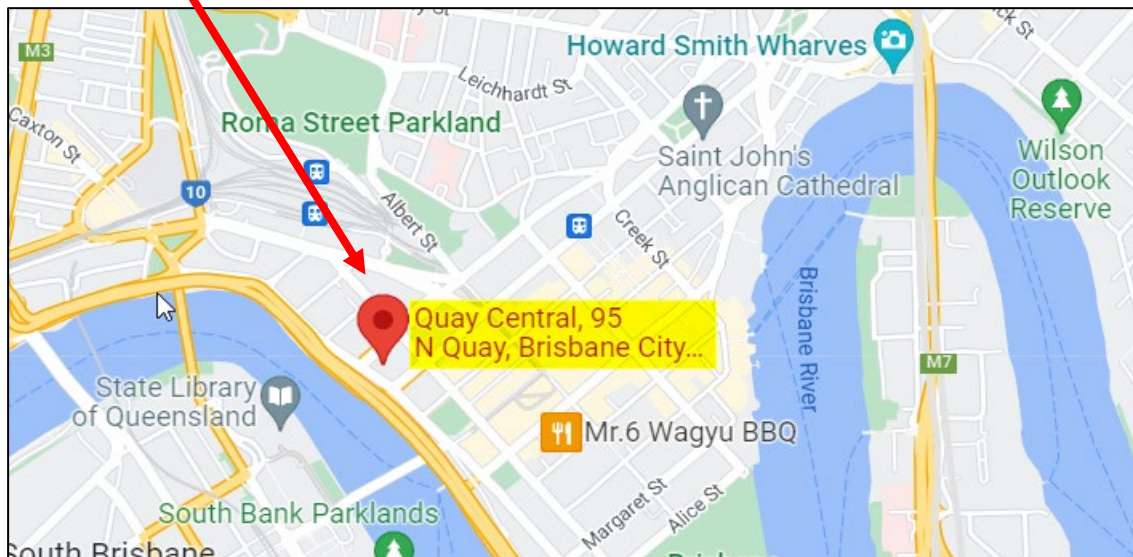 M3
Howard Smith Wharves
Leichhardt St
Caxton St
Roma Street Parkland
Saint John's
Anglican Cathedral
Wilson
Outlook
Reserve
10
Albert St
Creek St
Brisbane River
Quay Central, 95
N Quay, Brisbane City...
M7
State Library
of Queensland
Mr.6 Wagyu BBQ
Margaret St
Alice St
South Bank Parklands
South Brisbane